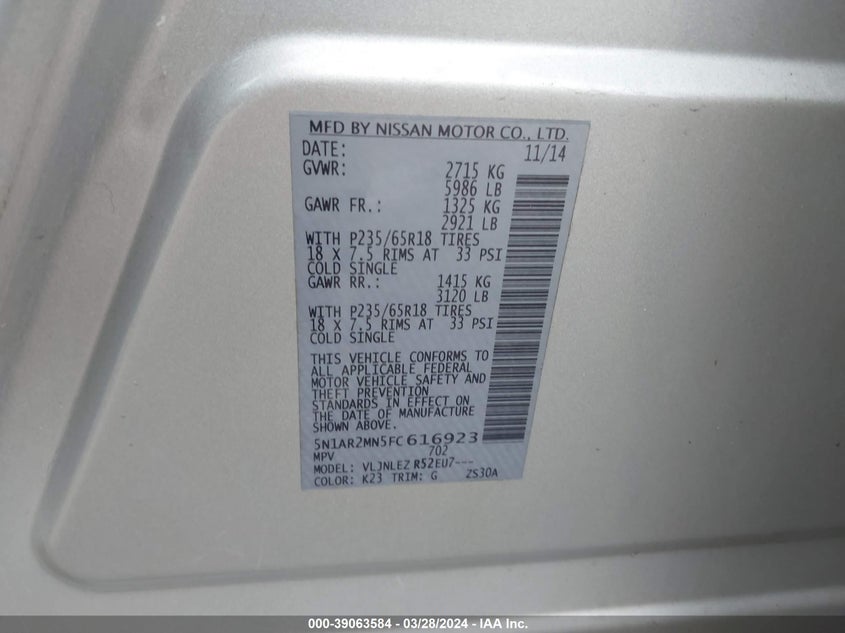 MFD BY NISSAN MOTOR CO., LTD.
DATE: 11/14
GVWR: 2715 KG
5986 LB
GAWR FR.: 1325 KG
2921 LB
WITH P235/65R18 TIRES
18 X 7.5 RIMS AT 33 PSI
COLD SINGLE
GAWR RR.: 1415 KG
3120 LB
WITH P235/65R18 TIRES
18 X 7.5 RIMS AT 33 PSI
COLD SINGLE
THIS VEHICLE CONFORMS TO
ALL APPLICABLE FEDERAL
MOTOR VEHICLE SAFETY AND
THEFT PREVENTION
STANDARDS IN EFFECT ON
THE DATE OF MANUFACTURE
SHOWN ABOVE.
5N1AR2MN5FC616923
MPV 702
MODEL: VLJNLEZ R52EU7---
COLOR: K23 TRIM: G ZS30A
000-39063584 - 03/28/2024 - IAA Inc.